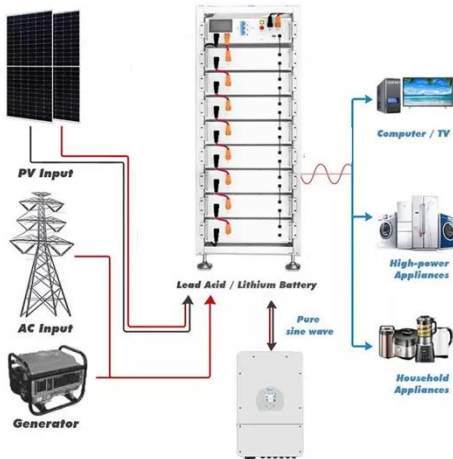 PV Input
AC Input
Generator
Lead Acid / Lithium Battery
Pure
sine wave
Computer / TV
High-power
Appliances
Household
Appliances